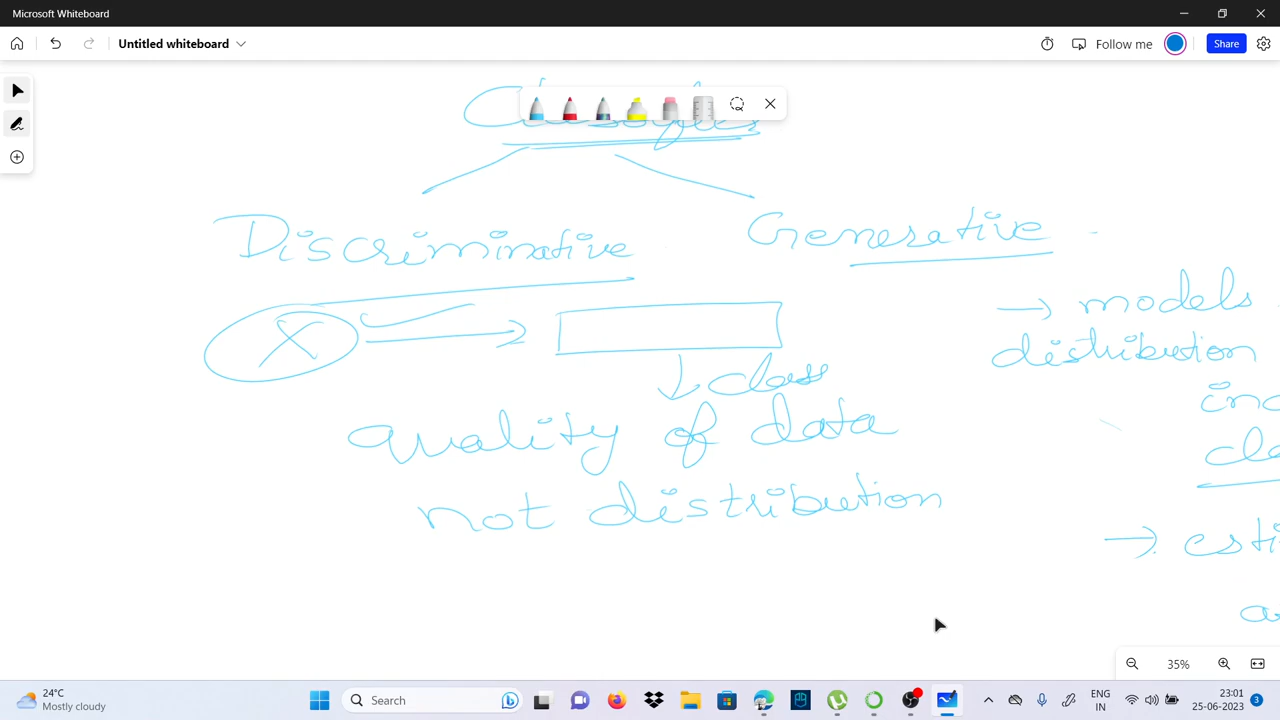 Microsoft Whiteboard
Untitled whiteboard
Follow me
Share
Discriminative
Generative
X
→ models
distribution
class
quality of data
not distribution
35%
24°C
Mostly cloudy
Search
ENG
IN
23:01
25-06-2023
3